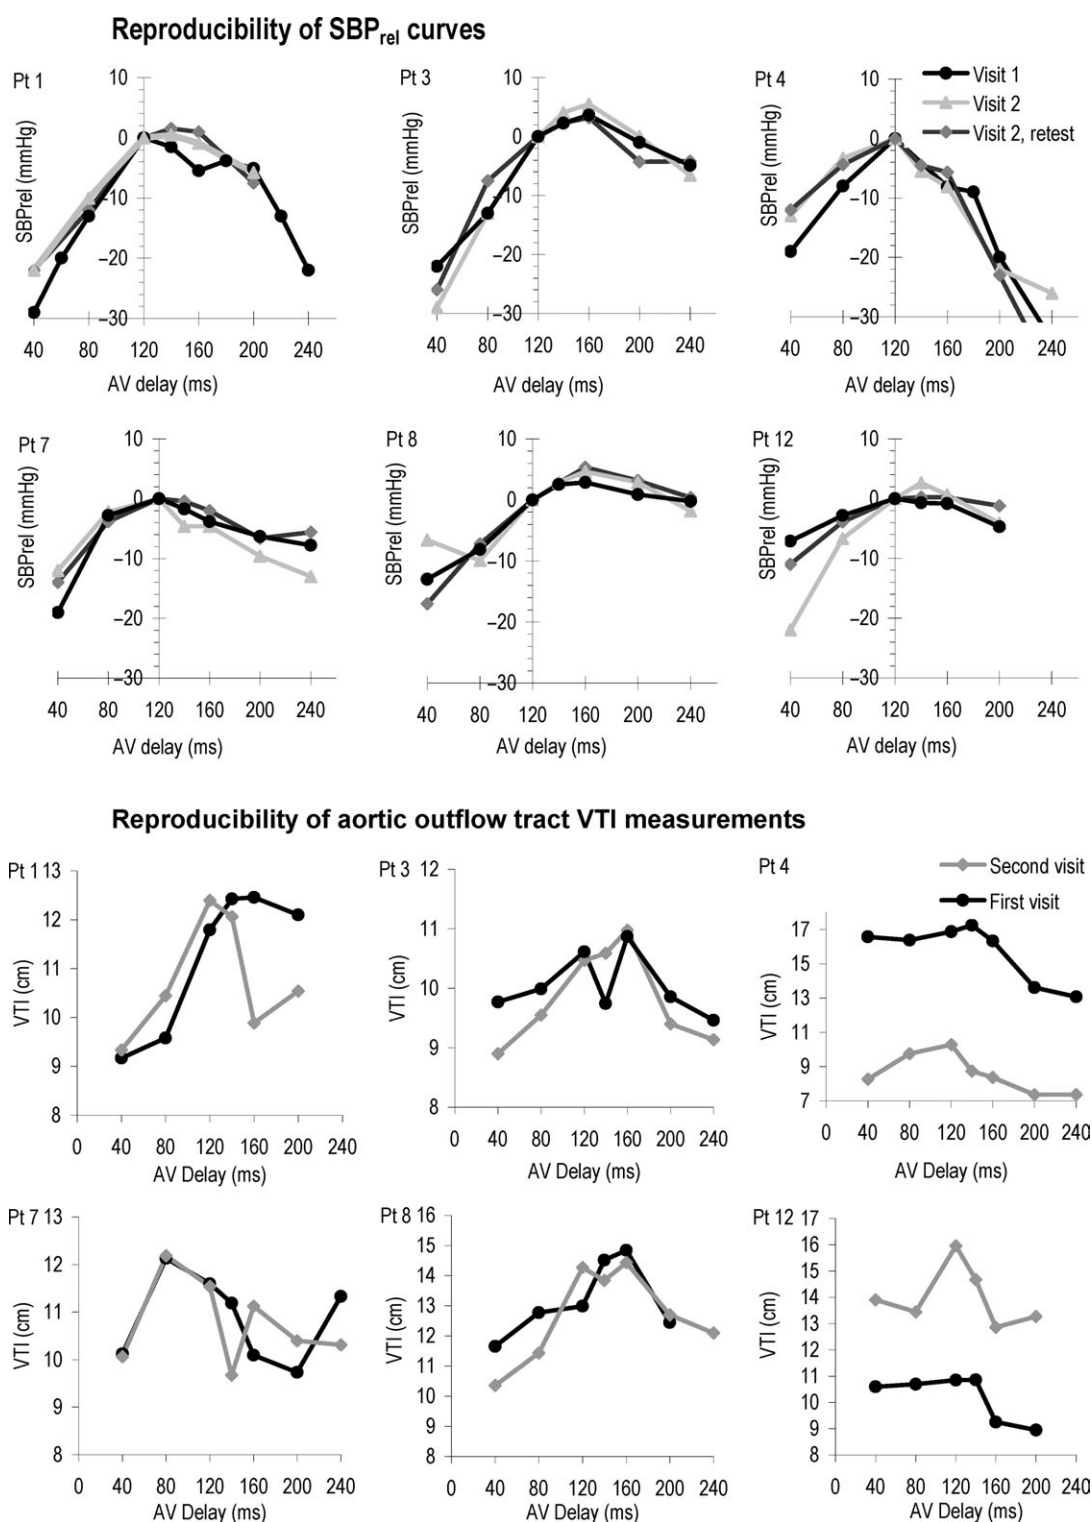 Reproducibility of SBPrel curves
Pt 1
SBPrel (mmHg)
10
0
–10
–20
–30
40 80 120 160 200 240
AV delay (ms)
Pt 3
SBPrel (mmHg)
10
0
–10
–20
–30
40 80 120 160 200 240
AV delay (ms)
Pt 4
SBPrel (mmHg)
10
0
–10
–20
–30
40 80 120 160 200 240
AV delay (ms)
Visit 1
Visit 2
Visit 2, retest
Pt 7
SBPrel (mmHg)
10
0
–10
–20
–30
40 80 120 160 200 240
AV delay (ms)
Pt 8
SBPrel (mmHg)
10
0
–10
–20
–30
40 80 120 160 200 240
AV delay (ms)
Pt 12
SBPrel (mmHg)
10
0
–10
–20
–30
40 80 120 160 200 240
AV delay (ms)
Reproducibility of aortic outflow tract VTI measurements
Pt 1
VTI (cm)
13
12
11
10
9
8
0 40 80 120 160 200 240
AV Delay (ms)
Pt 3
VTI (cm)
12
11
10
9
8
0 40 80 120 160 200 240
AV Delay (ms)
Pt 4
Second visit
First visit
VTI (cm)
17
15
13
11
9
7
0 40 80 120 160 200 240
AV Delay (ms)
Pt 7
VTI (cm)
13
12
11
10
9
8
0 40 80 120 160 200 240
AV Delay (ms)
Pt 8
VTI (cm)
16
15
14
13
12
11
10
9
8
0 40 80 120 160 200 240
AV Delay (ms)
Pt 12
VTI (cm)
17
16
15
14
13
12
11
10
9
8
0 40 80 120 160 200 240
AV Delay (ms)